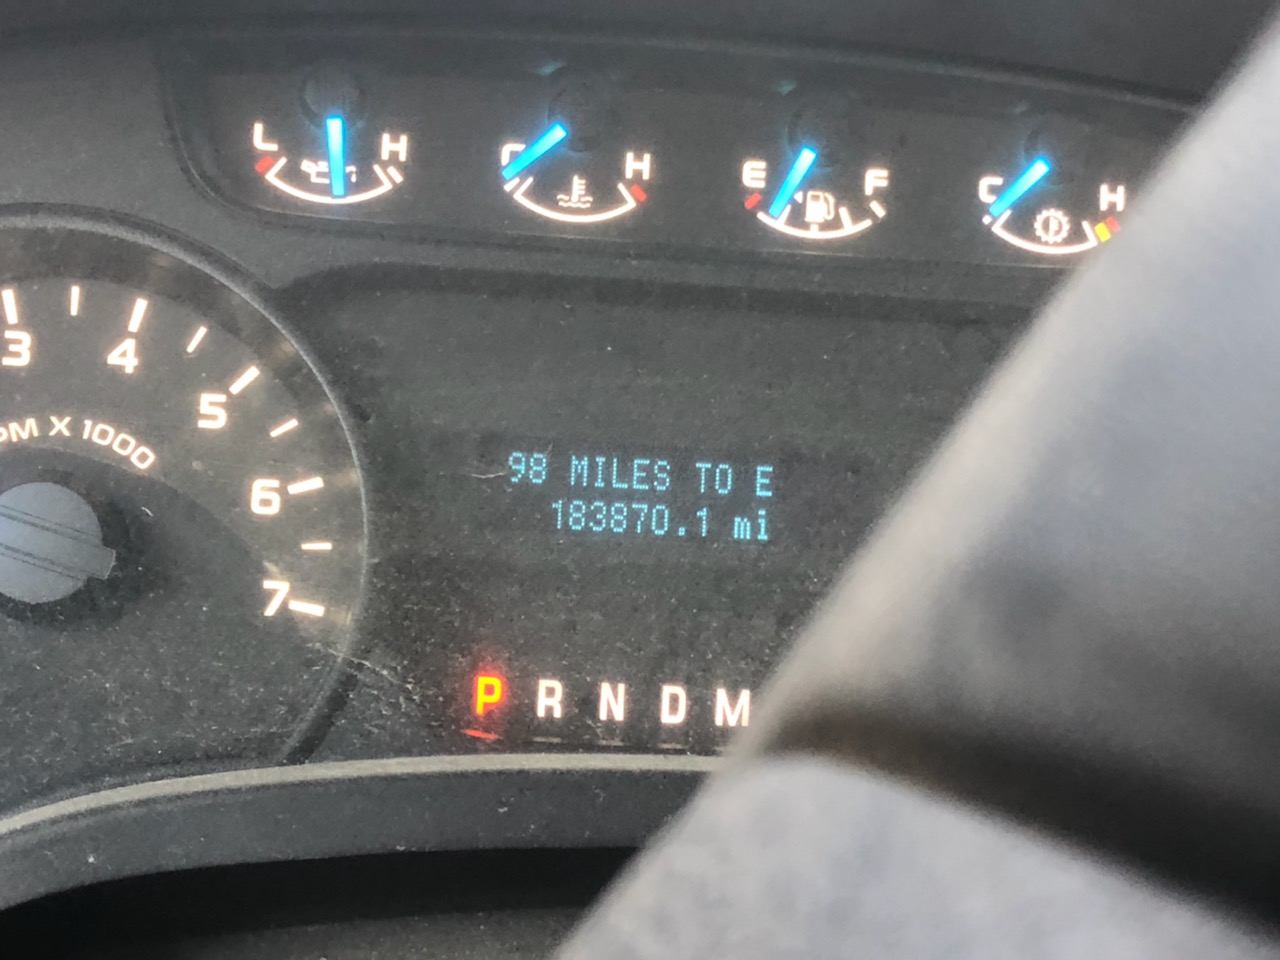 L H
C H
E F
C H
3 4 5 6 7
PM X 1000
98 MILES TO E
183870.1 mi
P R N D M